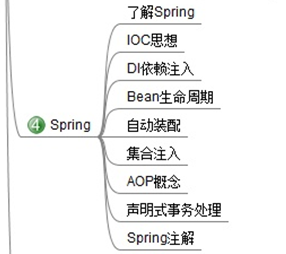 了解Spring
IOC思想
DI依赖注入
Bean生命周期
4 Spring
自动装配
集合注入
AOP概念
声明式事务处理
Spring注解